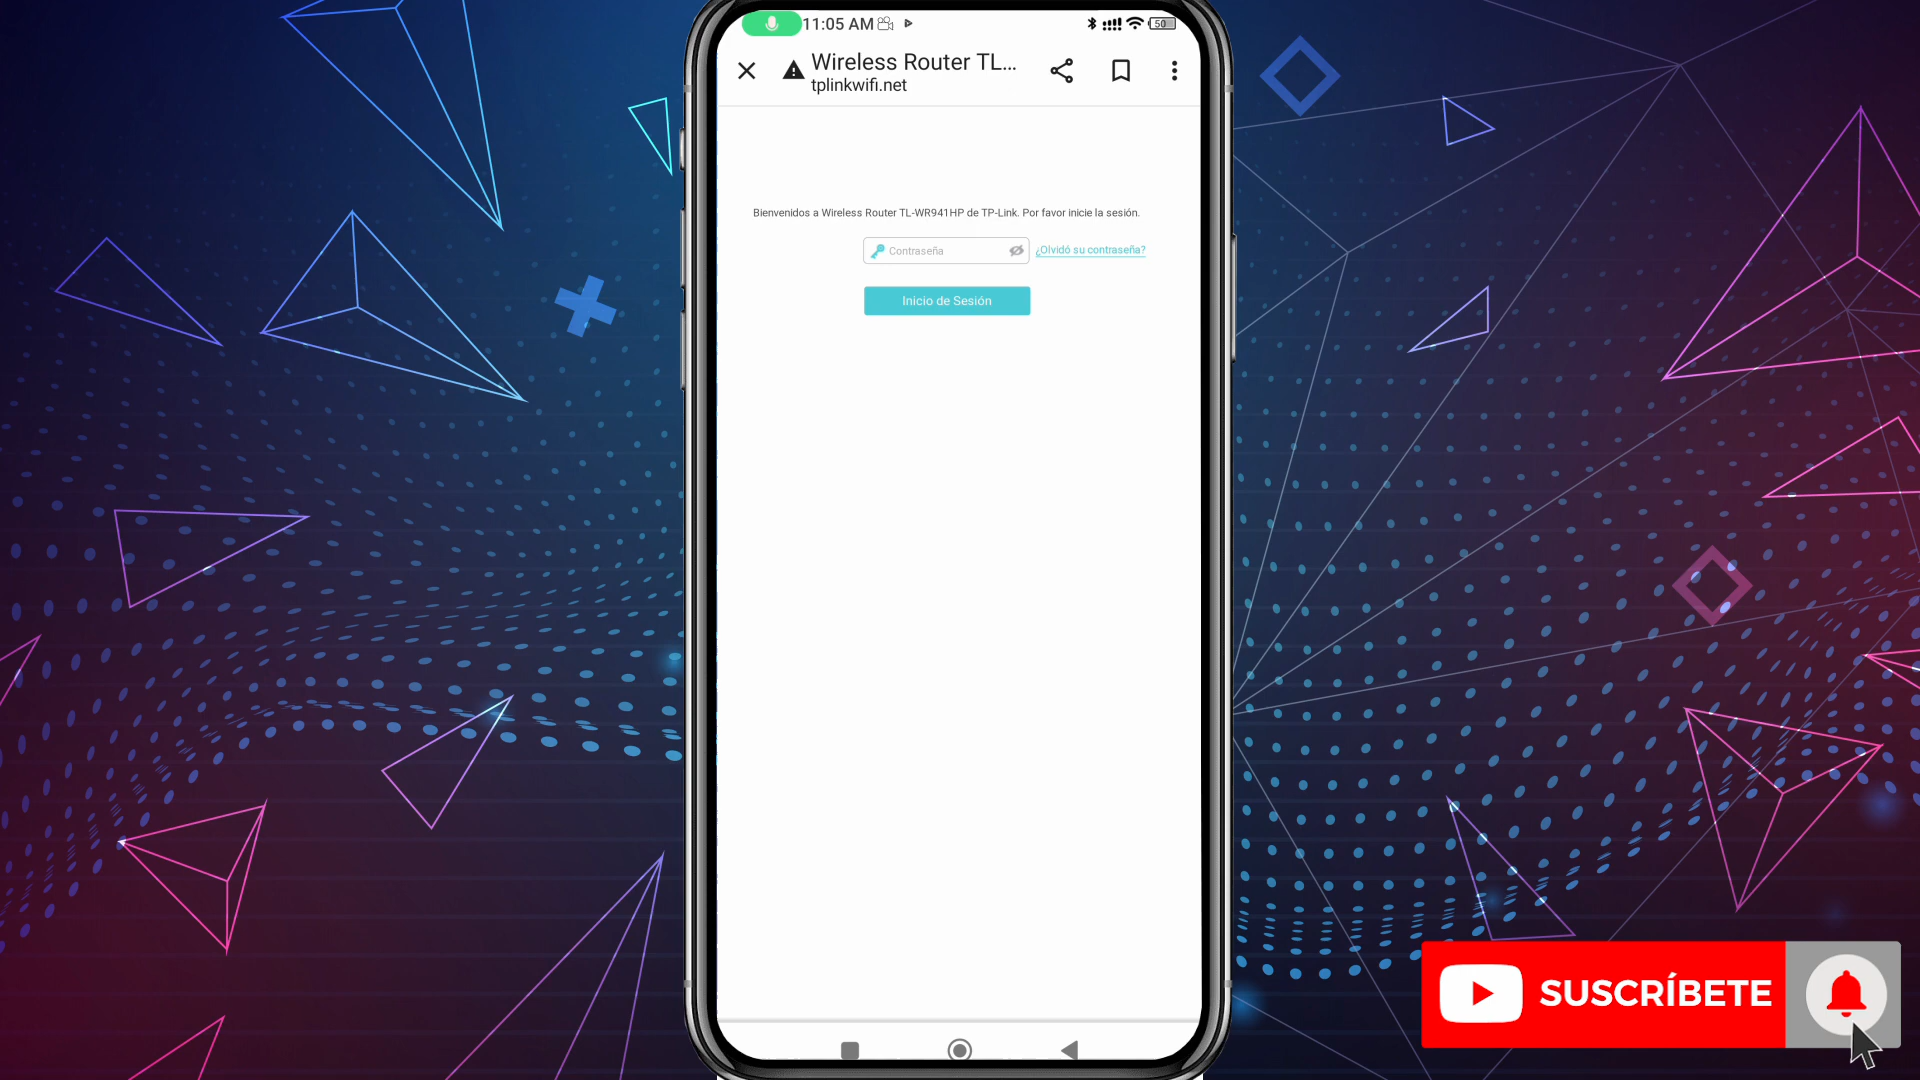 11:05 AM
50
Wireless Router TL...
tplinkwifi.net
Bienvenidos a Wireless Router TL-WR941HP de TP-Link. Por favor inicie la sesión.
Contraseña
¿Olvidó su contraseña?
Inicio de Sesión
SUSCRÍBETE